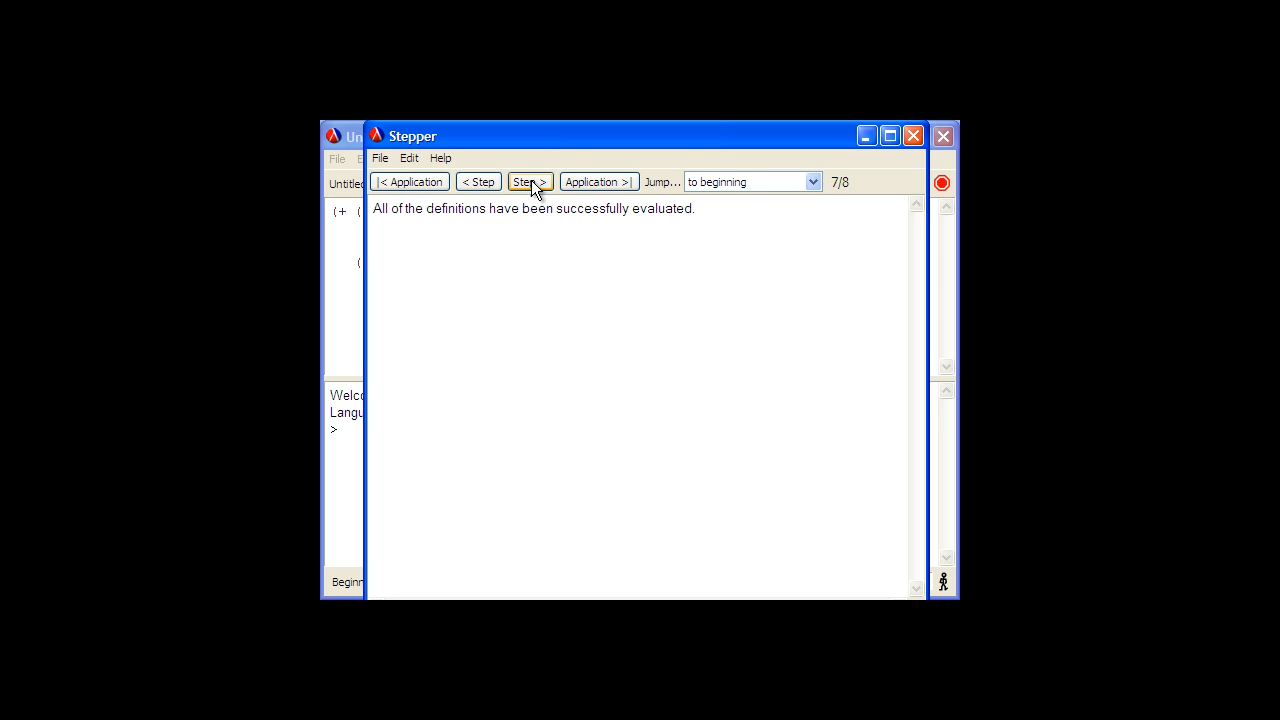 Un
Stepper
File
File Edit Help
Untitled
|< Application < Step Step > Application >| Jump... to beginning 7/8
(+ (
All of the definitions have been successfully evaluated.
(
Welco
Langu
>
Beginn